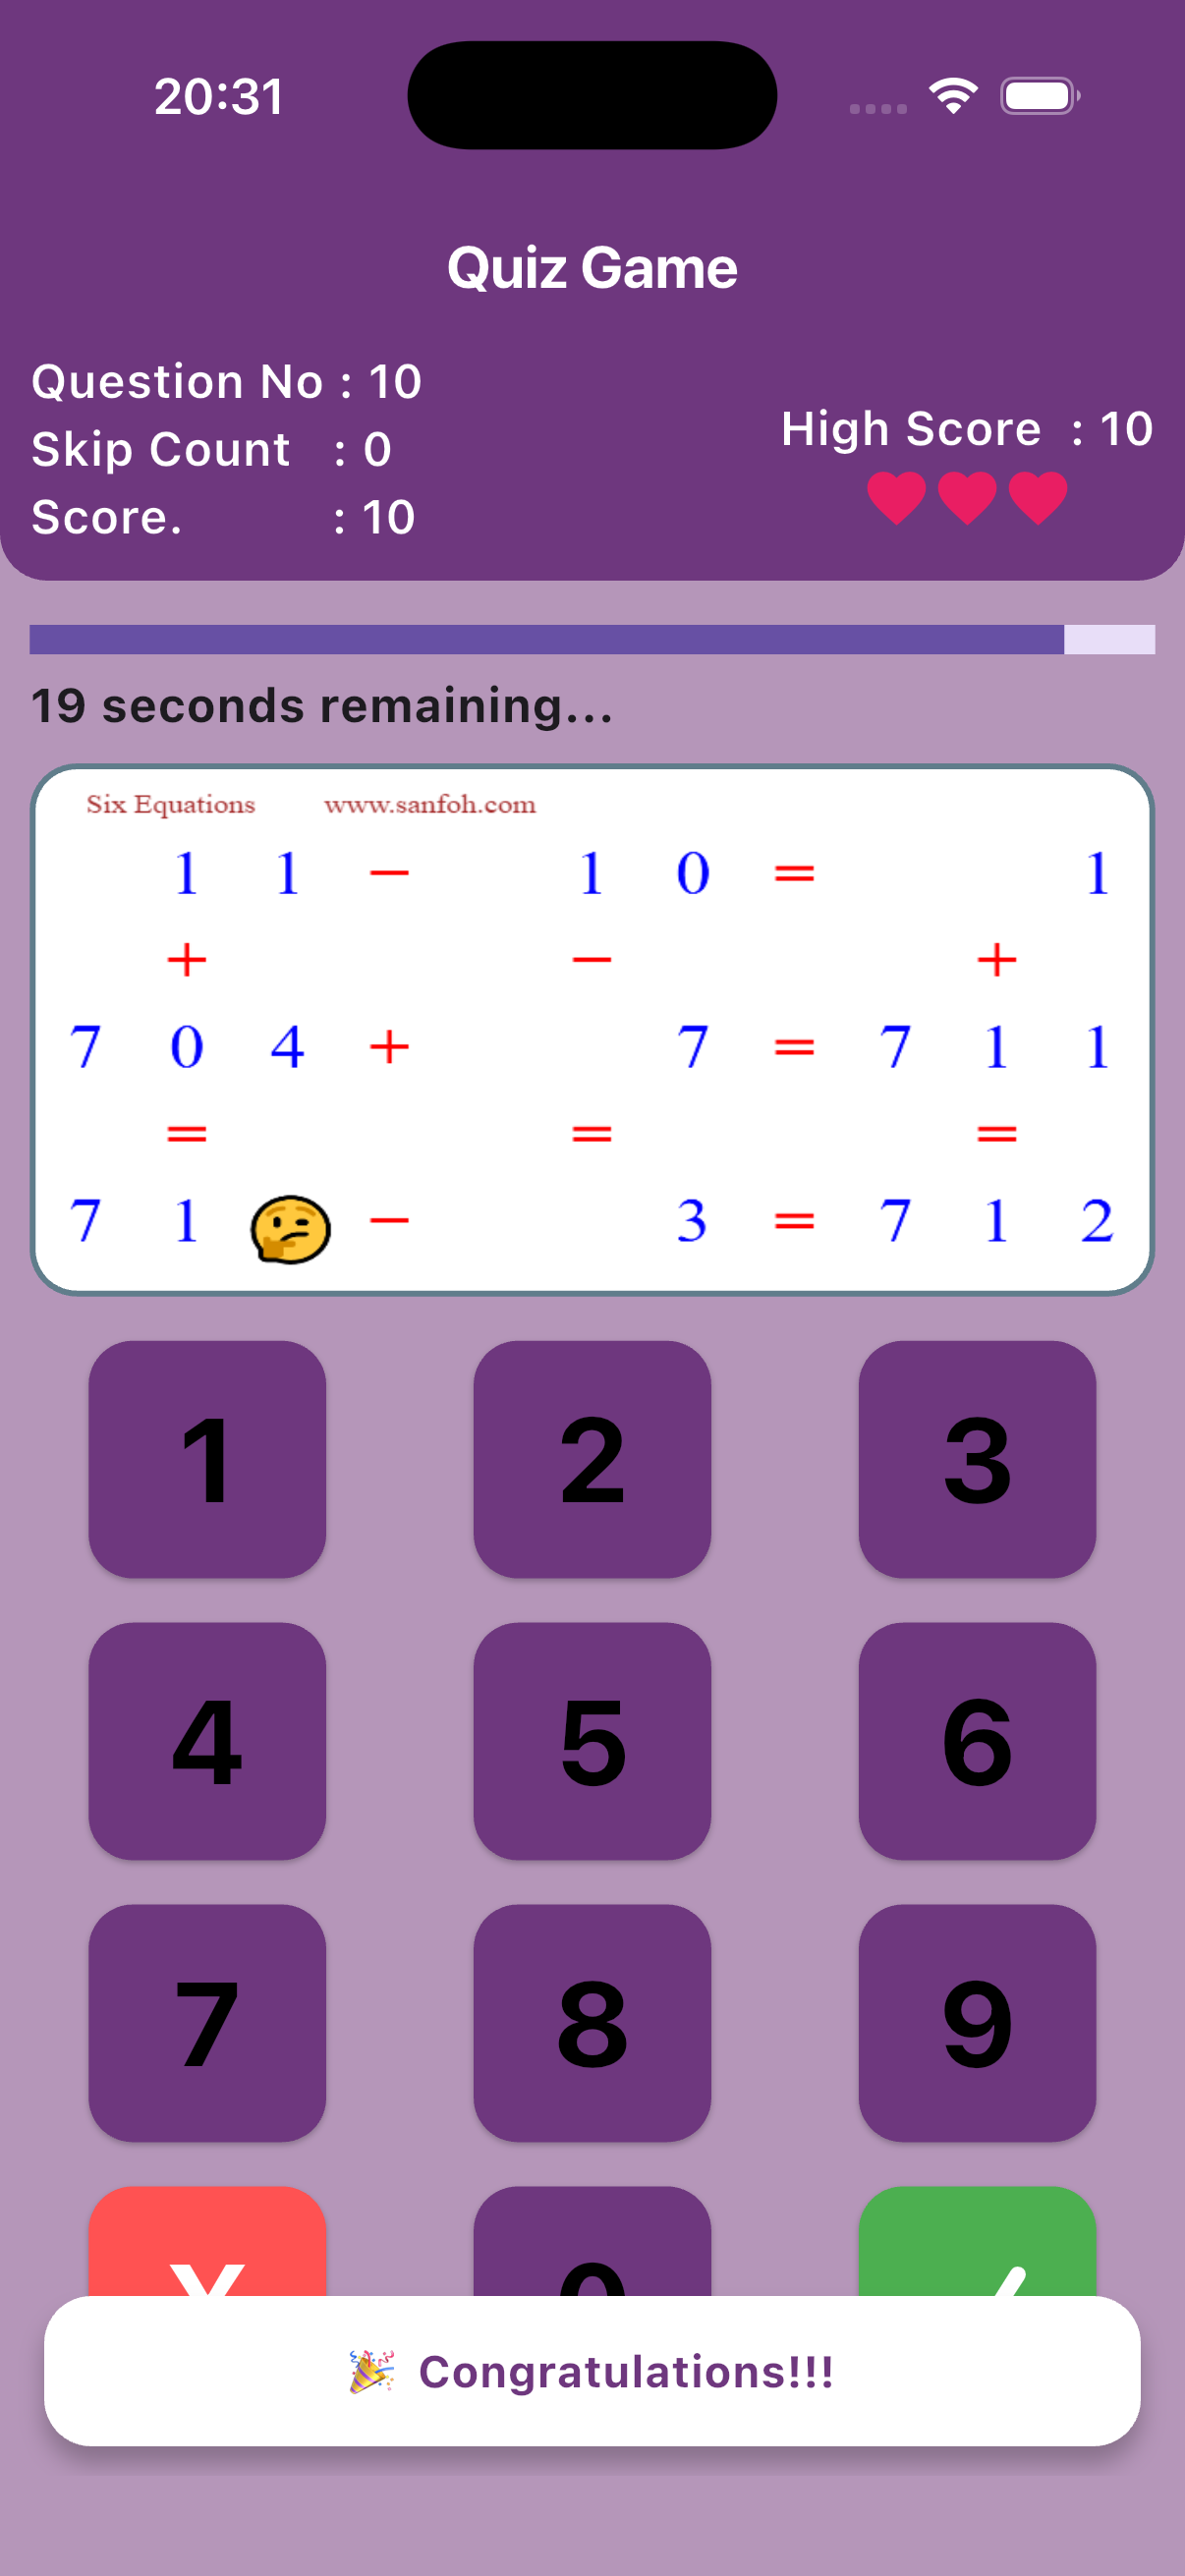 20:31
Quiz Game
Question No : 10
Skip Count : 0
Score. : 10
High Score : 10
19 seconds remaining...
Six Equations www.sanfoh.com
1 1 − 1 0 = 1
+ − +
7 0 4 + 7 = 7 1 1
= = =
7 1 🤔 − 3 = 7 1 2
1 2 3
4 5 6
7 8 9
X 0 ✓
🎉 Congratulations!!!